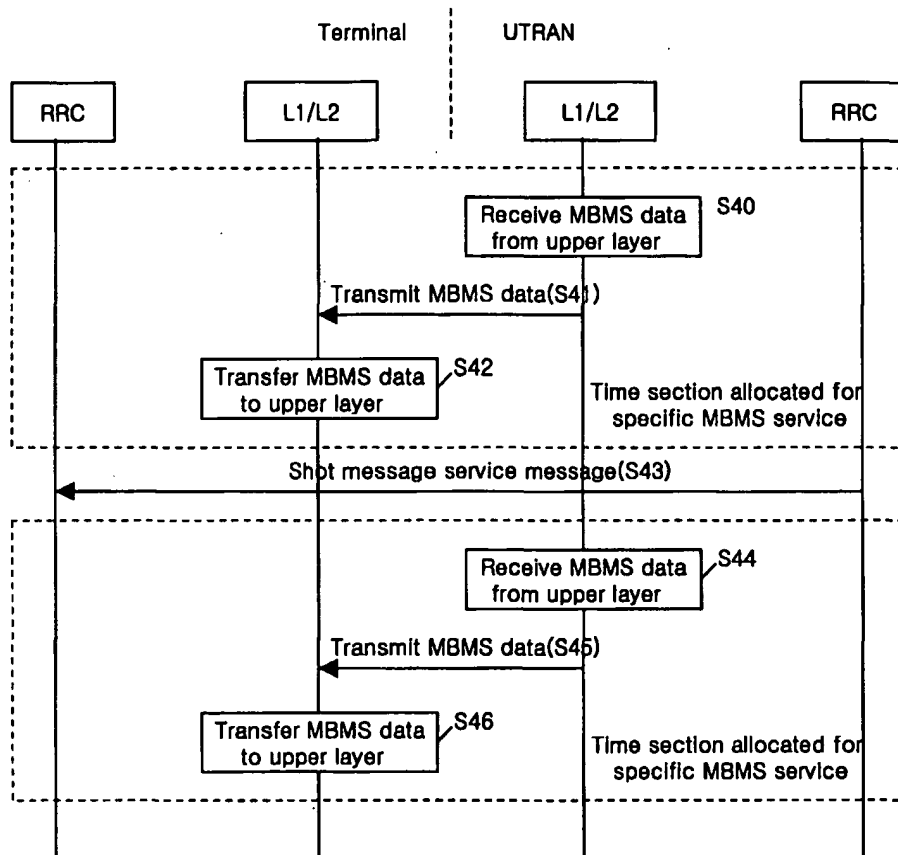 Terminal
UTRAN
RRC
L1/L2
L1/L2
RRC
Receive MBMS data
from upper layer
S40
Transmit MBMS data(S41)
Transfer MBMS data
to upper layer
S42
Time section allocated for
specific MBMS service
Shot message service message(S43)
Receive MBMS data
from upper layer
S44
Transmit MBMS data(S45)
Transfer MBMS data
to upper layer
S46
Time section allocated for
specific MBMS service